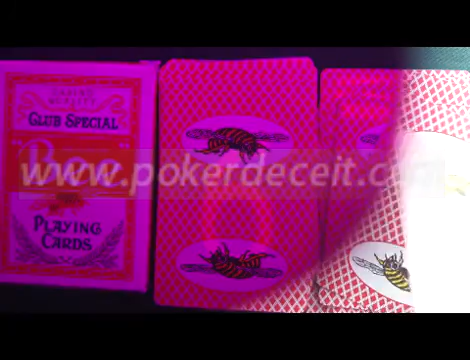 CASINO
QUALITY
CLUB SPECIAL
"Bee"
www.pokerdeceit.com
PLAYING
CARDS